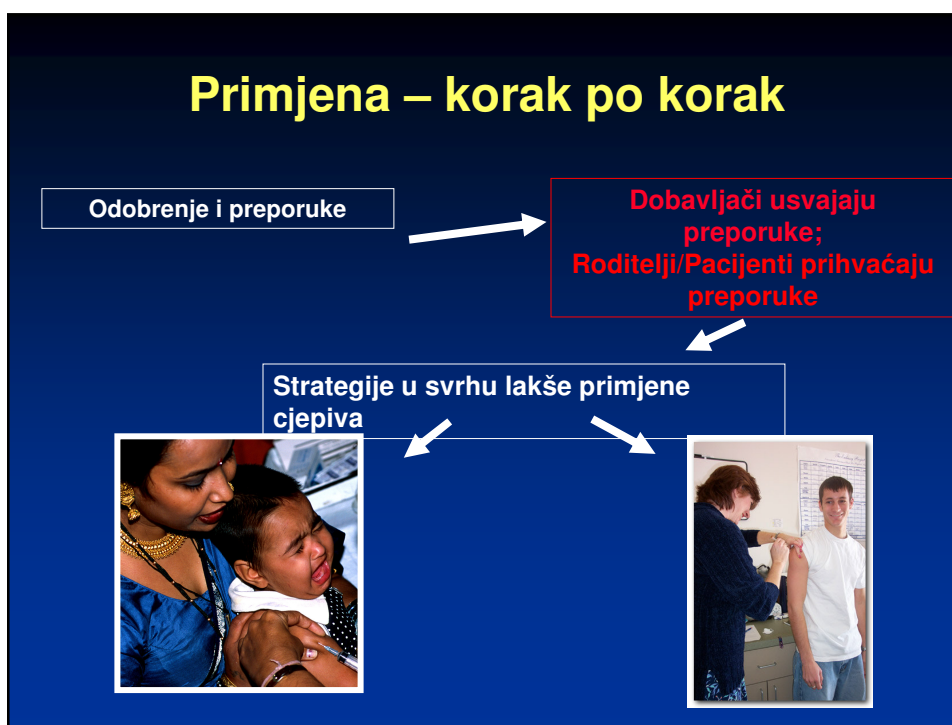 Primjena – korak po korak
Odobrenje i preporuke
Dobavljači usvajaju
preporuke;
Roditelji/Pacijenti prihvaćaju
preporuke
Strategije u svrhu lakše primjene
cjepiva